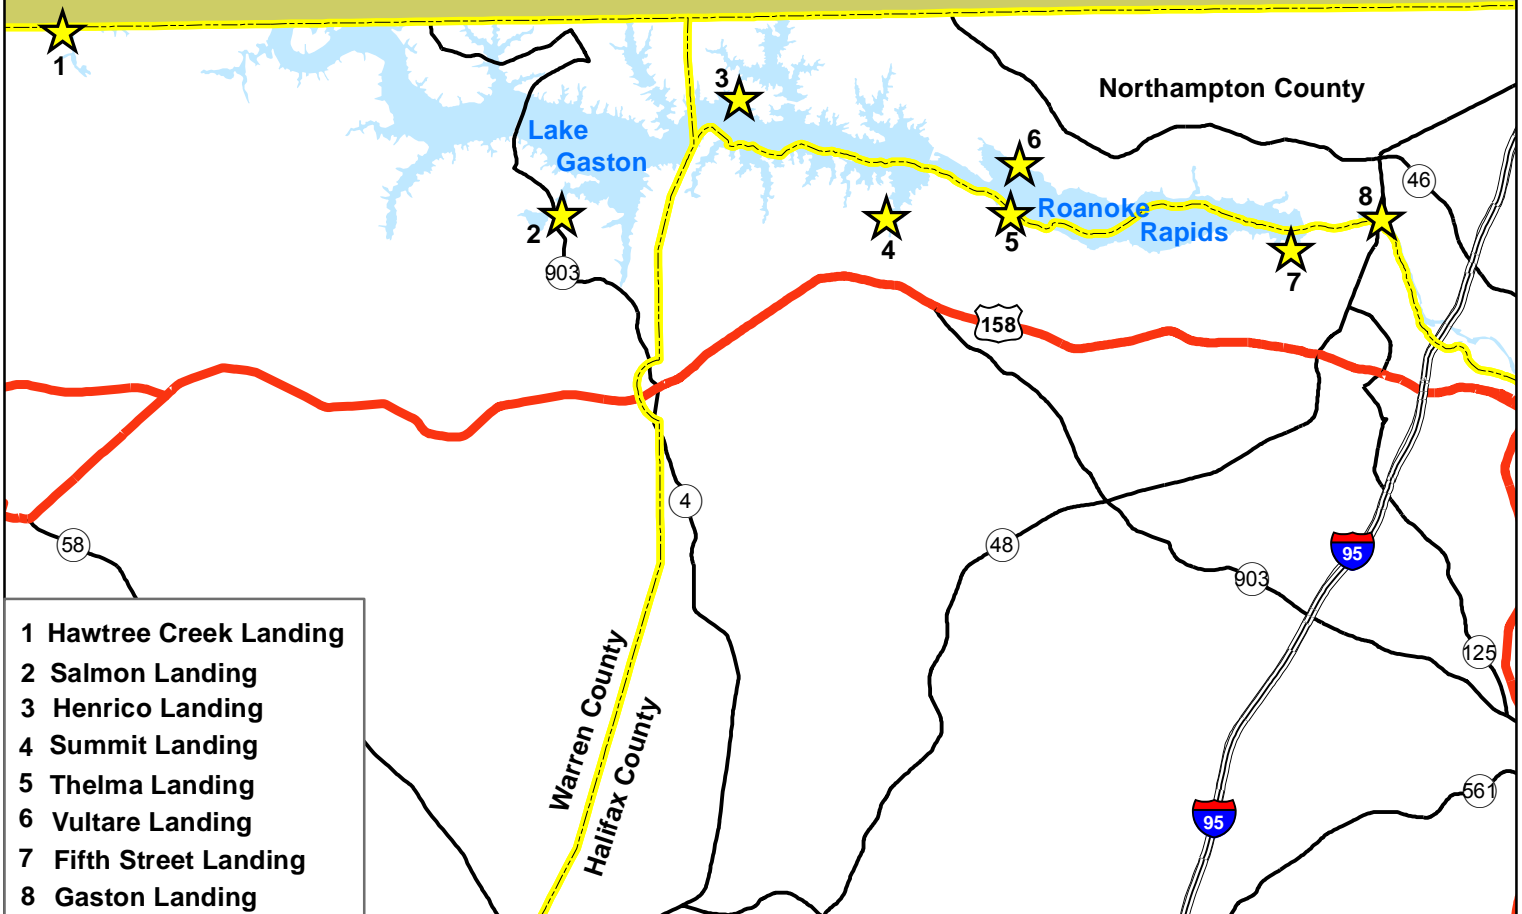 1
3
Northampton County
Lake
Gaston
6
46
8
Roanoke
Rapids
2
4
5
7
903
158
4
48
58
95
903
125
Warren County
Halifax County
561
95
1 Hawtree Creek Landing
2 Salmon Landing
3 Henrico Landing
4 Summit Landing
5 Thelma Landing
6 Vultare Landing
7 Fifth Street Landing
8 Gaston Landing